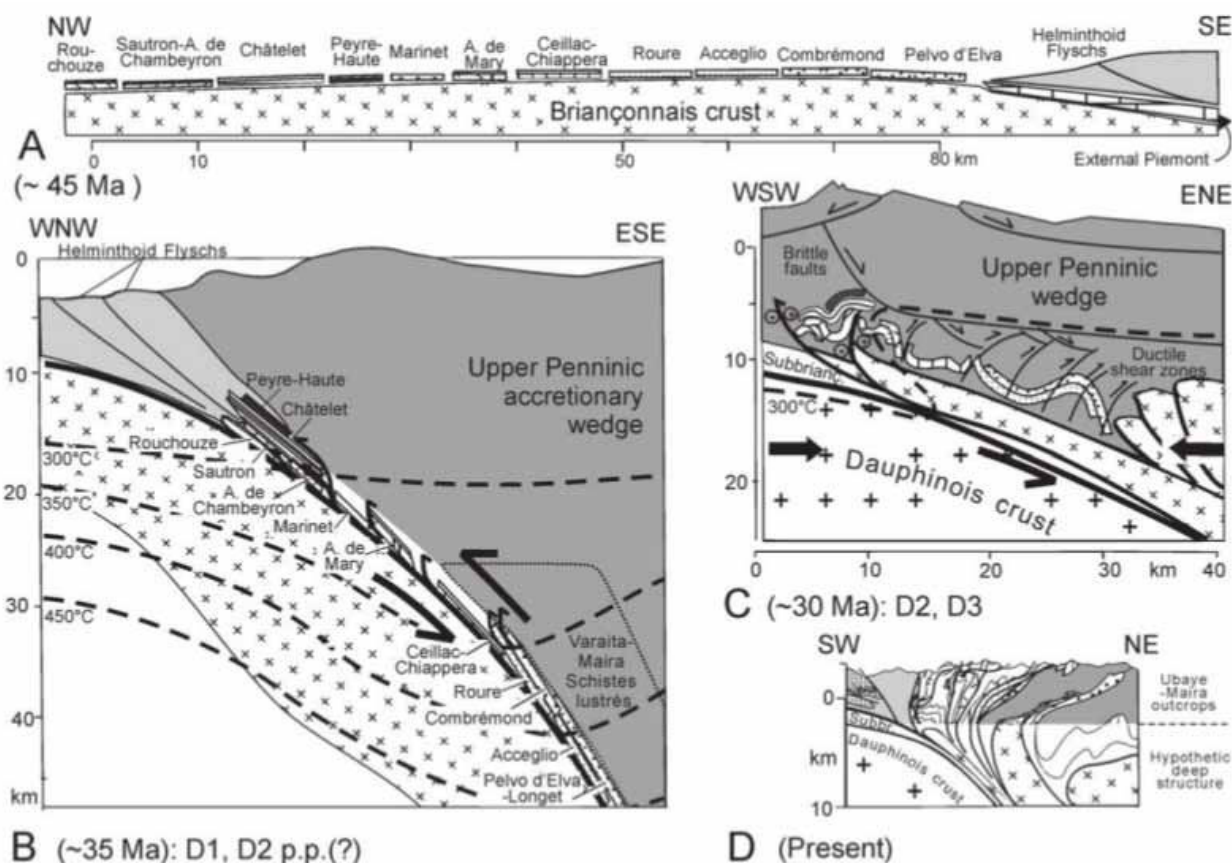 NW
SE
Rou-
chouze
Sautron-A. de
Chambeyron
Châtelet
Peyre-
Haute
Marinet
A. de
Mary
Ceillac-
Chiappera
Roure
Acceglio
Combrémond
Pelvo d'Elva
Helminthoid
Flyschs
Briançonnais crust
A
0
10
50
80 km
External Piemont
(~ 45 Ma )
WNW
ESE
Helminthoid Flyschs
0
10
20
30
40
km
Upper Penninic
accretionary
wedge
Peyre-Haute
Châtelet
Rouchouze
Sautron
A. de
Chambeyron
Marinet
A. de
Mary
300°C
350°C
400°C
450°C
Ceillac-
Chiappera
Roure
Combrémond
Acceglio
Pelvo d'Elva
-Longet
Varaita-
Maira
Schistes
lustrés
B (~35 Ma): D1, D2 p.p.(?)
WSW
ENE
0
10
20
Brittle
faults
Upper Penninic
wedge
Ductile
shear zones
Subbrianç.
300°C
Dauphinois crust
0
10
20
30
km
40
C (~30 Ma): D2, D3
SW
NE
0
km
10
Subbr.
Dauphinois crust
Ubaye
-Maira
outcrops
Hypothetic
deep
structure
D (Present)